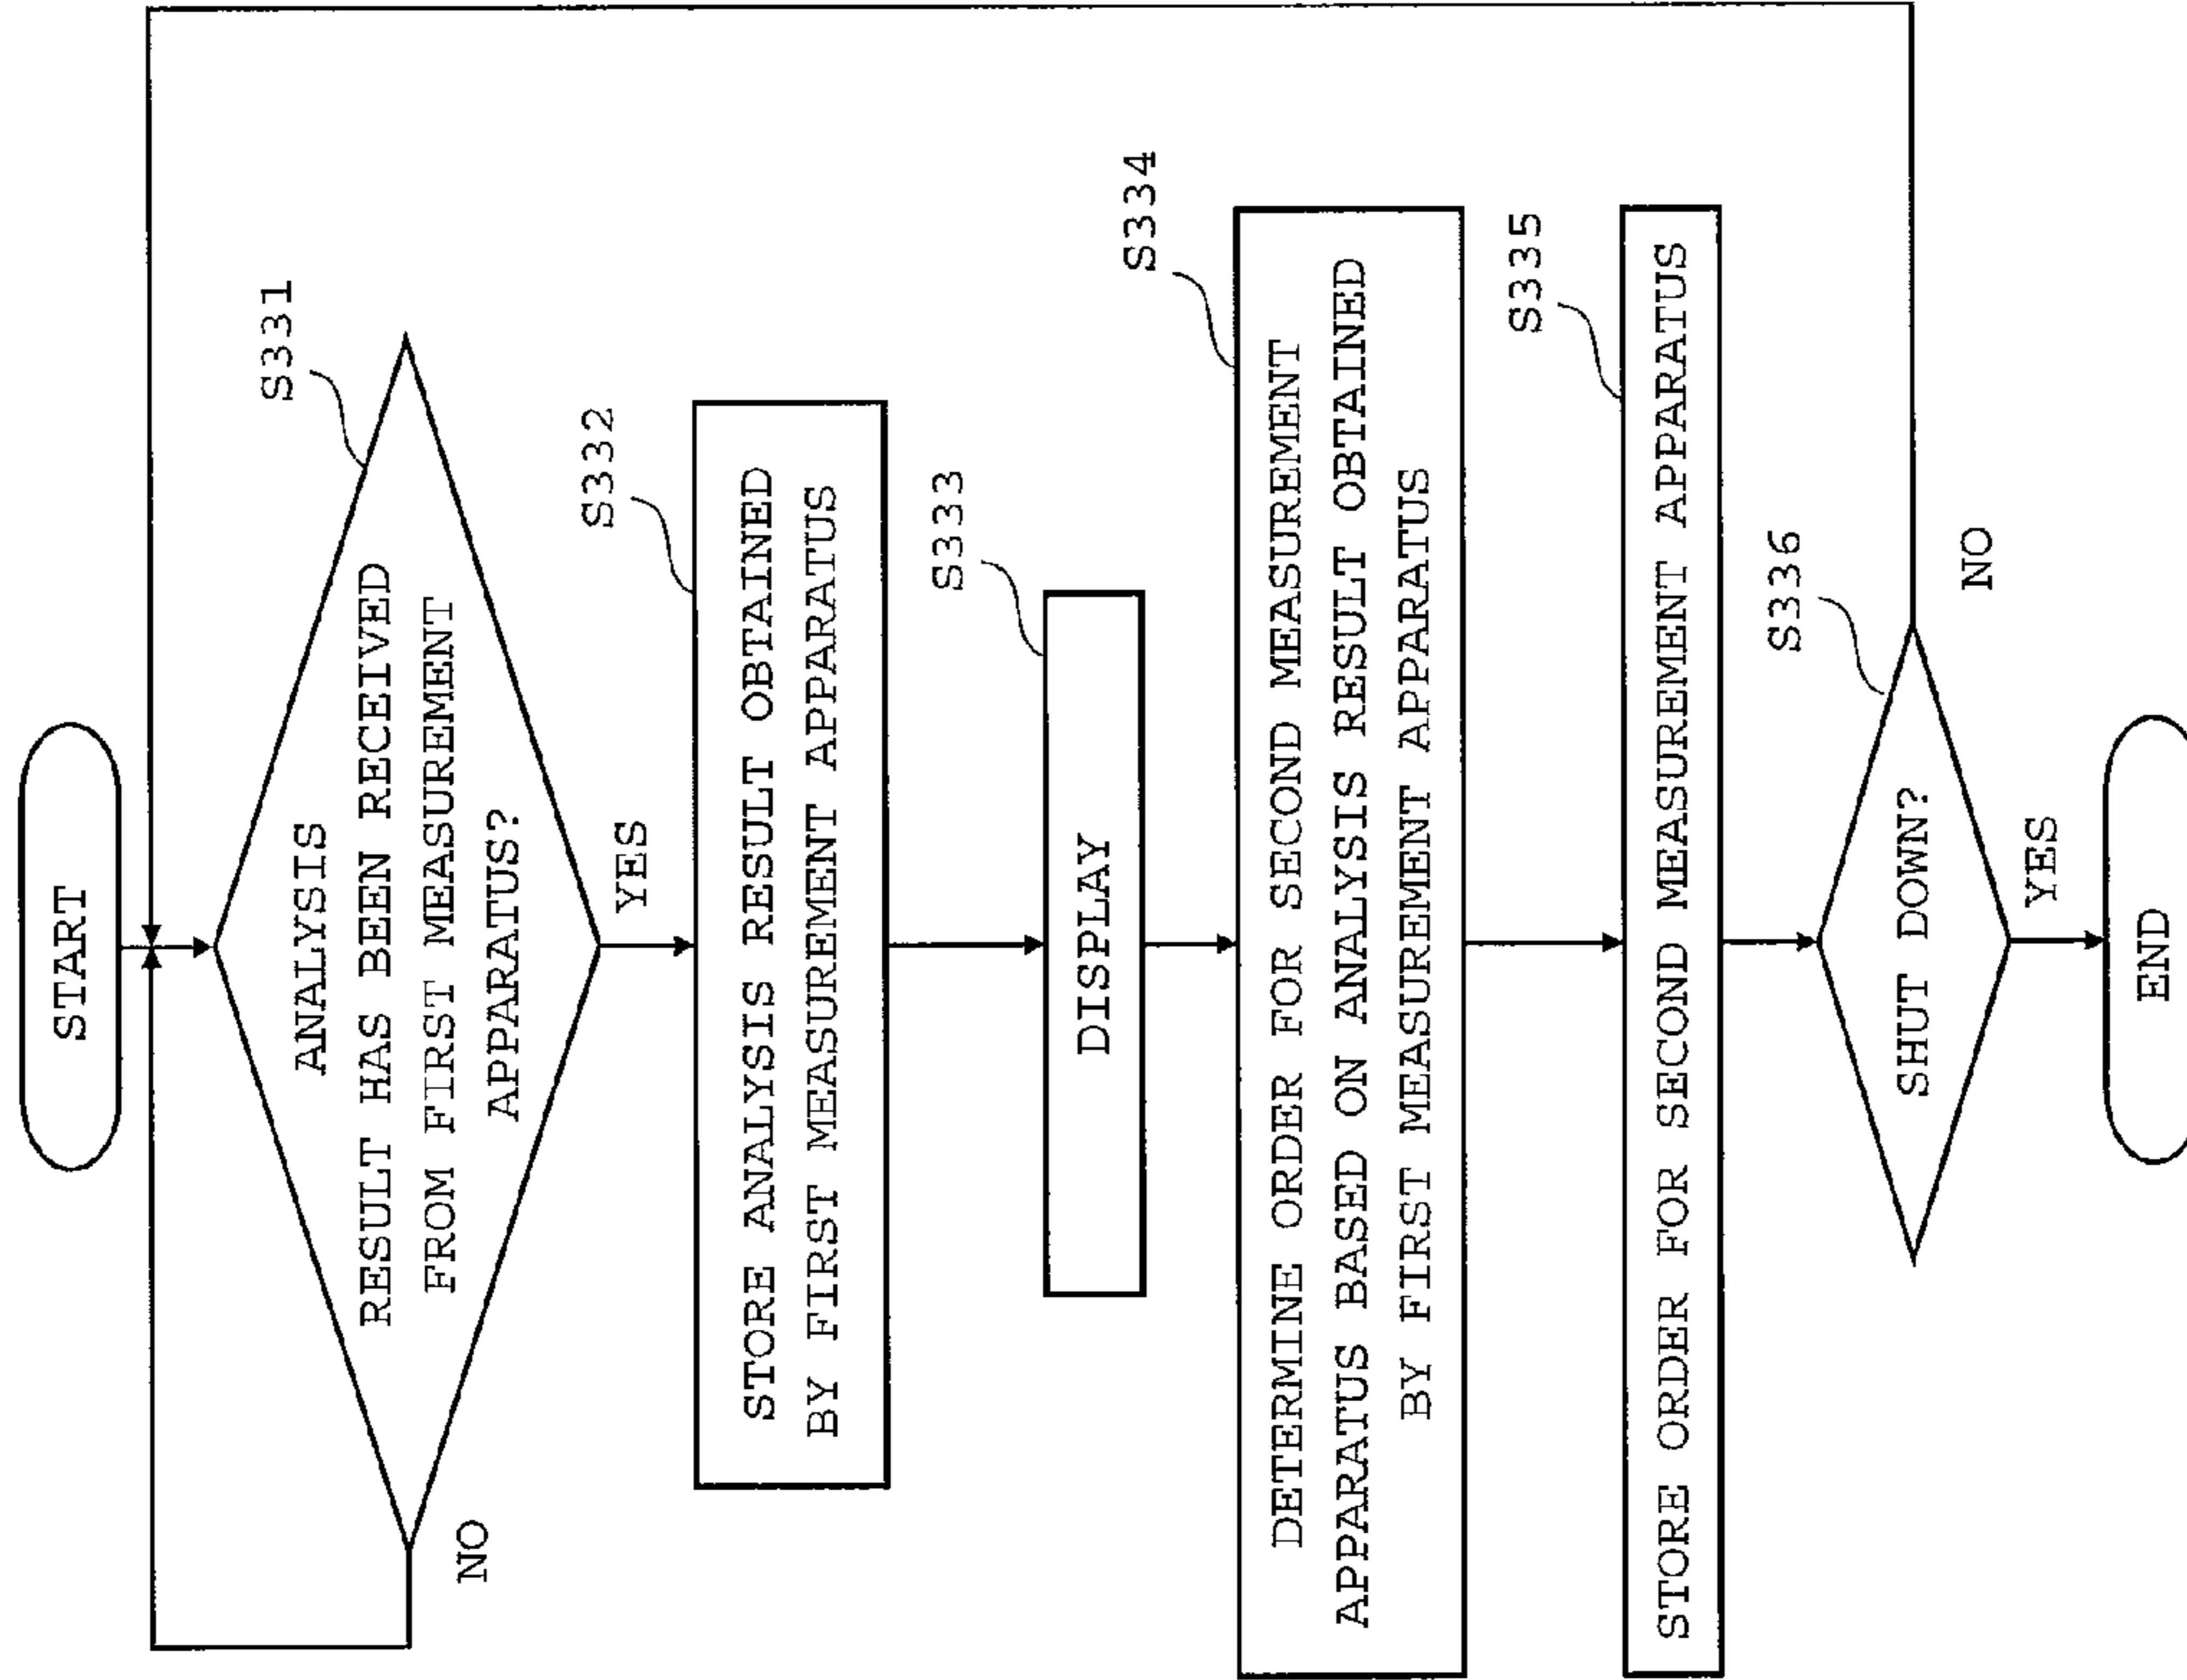 START
S331
ANALYSIS
RESULT HAS BEEN RECEIVED
FROM FIRST MEASUREMENT
APPARATUS?
NO
YES
S332
STORE ANALYSIS RESULT OBTAINED
BY FIRST MEASUREMENT APPARATUS
S333
DISPLAY
S334
DETERMINE ORDER FOR SECOND MEASUREMENT
APPARATUS BASED ON ANALYSIS RESULT OBTAINED
BY FIRST MEASUREMENT APPARATUS
S335
STORE ORDER FOR SECOND MEASUREMENT APPARATUS
S336
SHUT DOWN?
NO
YES
END